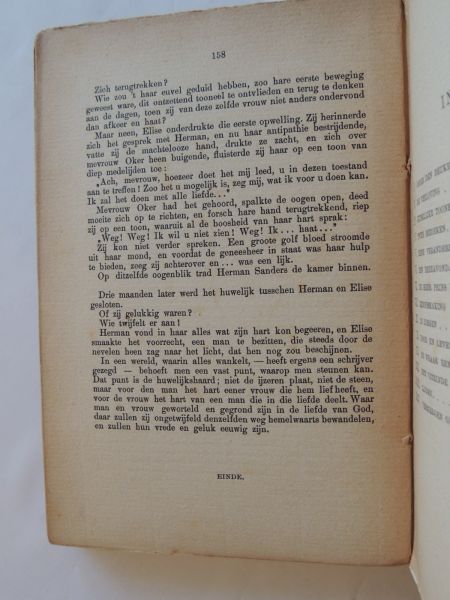 158
Zich terugtrekken?
Wie zou 't haar euvel geduid hebben, zoo hare eerste beweging
geweest ware, dit ontzettend tooneel te ontvlieden en terug te denken
aan de dagen, toen zij van deze zelfde vrouw niet anders ondervond
dan afkeer en haat?
Maar neen, Elise onderdrukte die eerste opwelling. Zij herinnerde
zich het gesprek met Herman, en nu haar antipathie bestrijdende,
vatte zij de machtelooze hand, drukte ze zacht, en zich over
mevrouw Oker heen buigende, fluisterde zij haar op een toon van
diep medelijden toe:
„Ach, mevrouw, hoezeer doet het mij leed, u in dezen toestand
aan te treffen! Zoo het u mogelijk is, zeg mij, wat ik voor u doen kan.
Ik zal het doen met alle liefde..."
Mevrouw Oker had het gehoord, spalkte de oogen open, deed
moeite zich op te richten, en forsch hare hand terugtrekkend, riep
zij op een toon, waaruit al de boosheid van haar hart sprak:
„Weg! Weg! Ik wil u niet zien! Weg! Ik... haat..."
Zij kon niet verder spreken. Een groote golf bloed stroomde
uit haar mond, en voordat de geneesheer in staat was haar hulp
te bieden, zeeg zij achterover en... was een lijk.
Op ditzelfde oogenblik trad Herman Sanders de kamer binnen.
Drie maanden later werd het huwelijk tusschen Herman en Elise
gesloten.
Of zij gelukkig waren?
Wie twijfelt er aan!
Herman vond in haar alles wat zijn hart kon begeeren, en Elise
smaakte het voorrecht, een man te bezitten, die steeds door de
nevelen heen zag naar het licht, dat hen zou beschijnen.
In een wereld, waarin alles wankelt, — heeft ergens een schrijver
gezegd — behoeft men een vast punt, waarop men steunen kan.
Dat punt is de huwelijkshaard; niet de ijzeren plaat, niet de steen,
maar voor den man het hart eener vrouw die hem lief heeft, en
voor de vrouw het hart van een man die in die liefde deelt. Waar
man en vrouw geworteld en gegrond zijn in de liefde van God,
daar zullen zij ongetwijfeld denzelfden weg hemelwaarts bewandelen,
en zullen hun vrede en geluk eeuwig zijn.
EINDE.